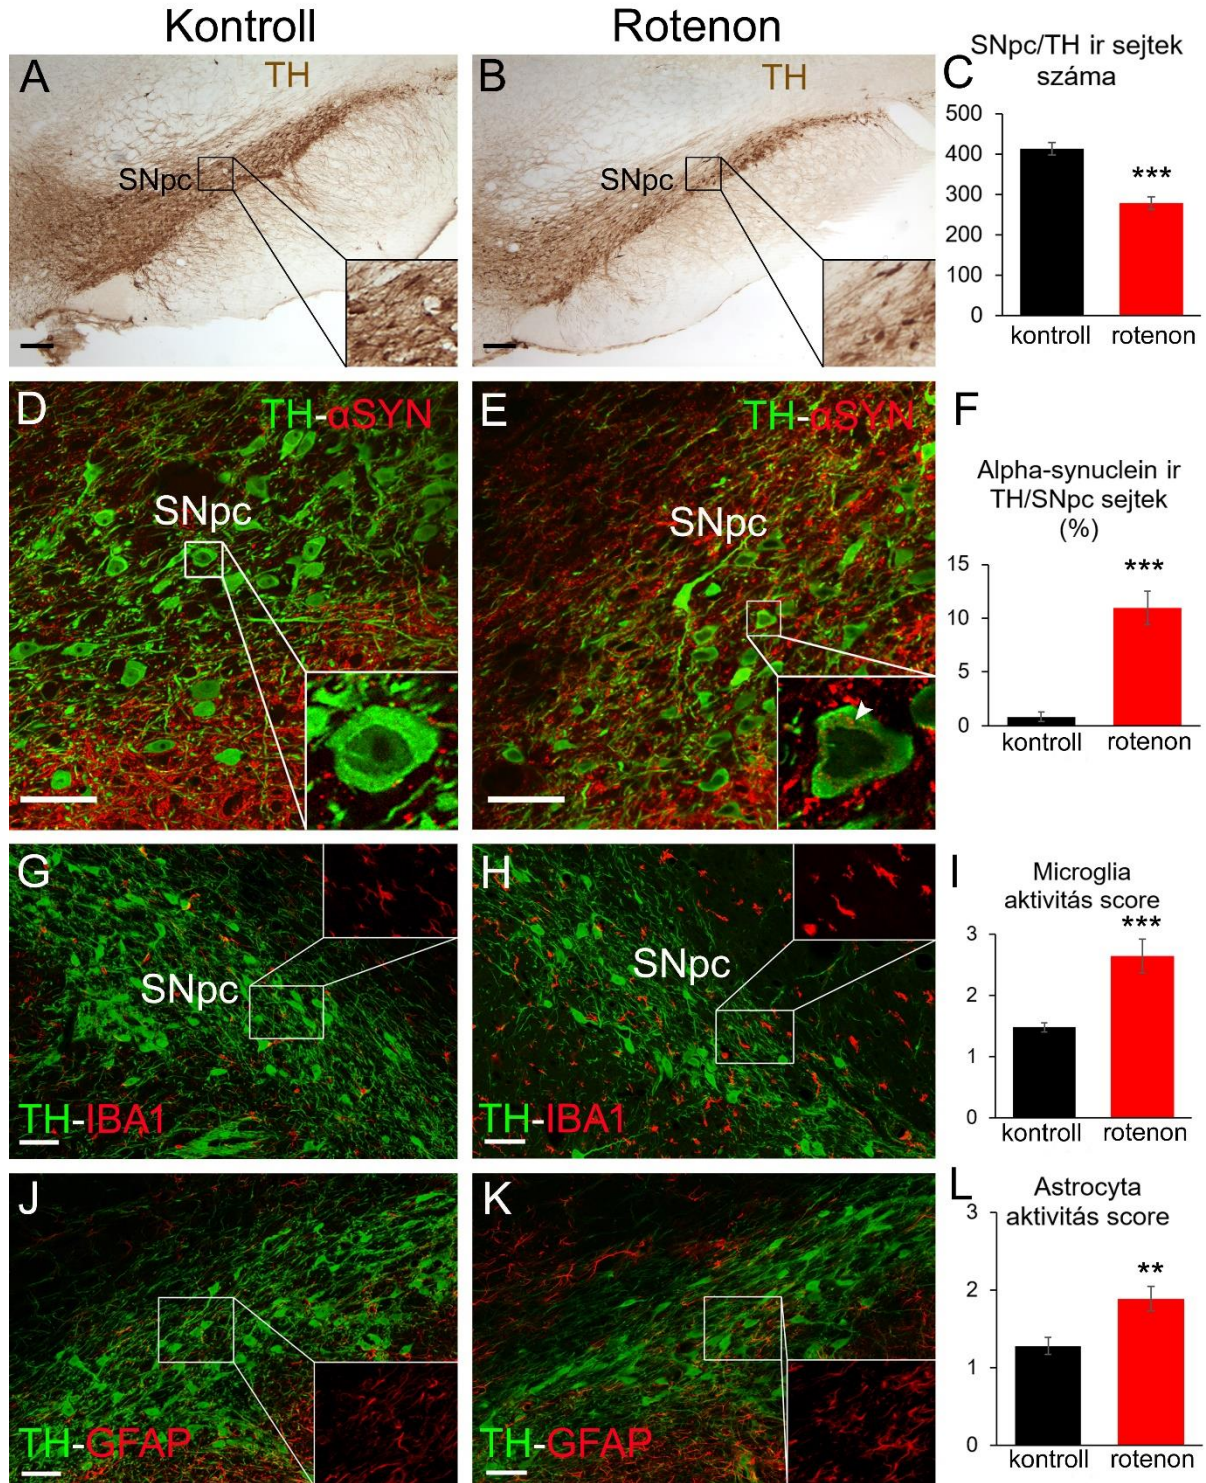 Kontroll
Rotenon
A
TH
SNpc
B
TH
SNpc
C
SNpc/TH ir sejtek
száma
500
400
300
200
100
0
***
kontroll
rotenon
D
TH-αSYN
SNpc
E
TH-αSYN
SNpc
F
Alpha-synuclein ir
TH/SNpc sejtek
(%)
15
10
5
0
***
kontroll
rotenon
G
SNpc
TH-IBA1
H
SNpc
TH-IBA1
I
Microglia
aktivitás score
***
3
2
1
0
kontroll
rotenon
J
TH-GFAP
K
TH-GFAP
L
Astrocyta
aktivitás score
3
2
1
0
**
kontroll
rotenon